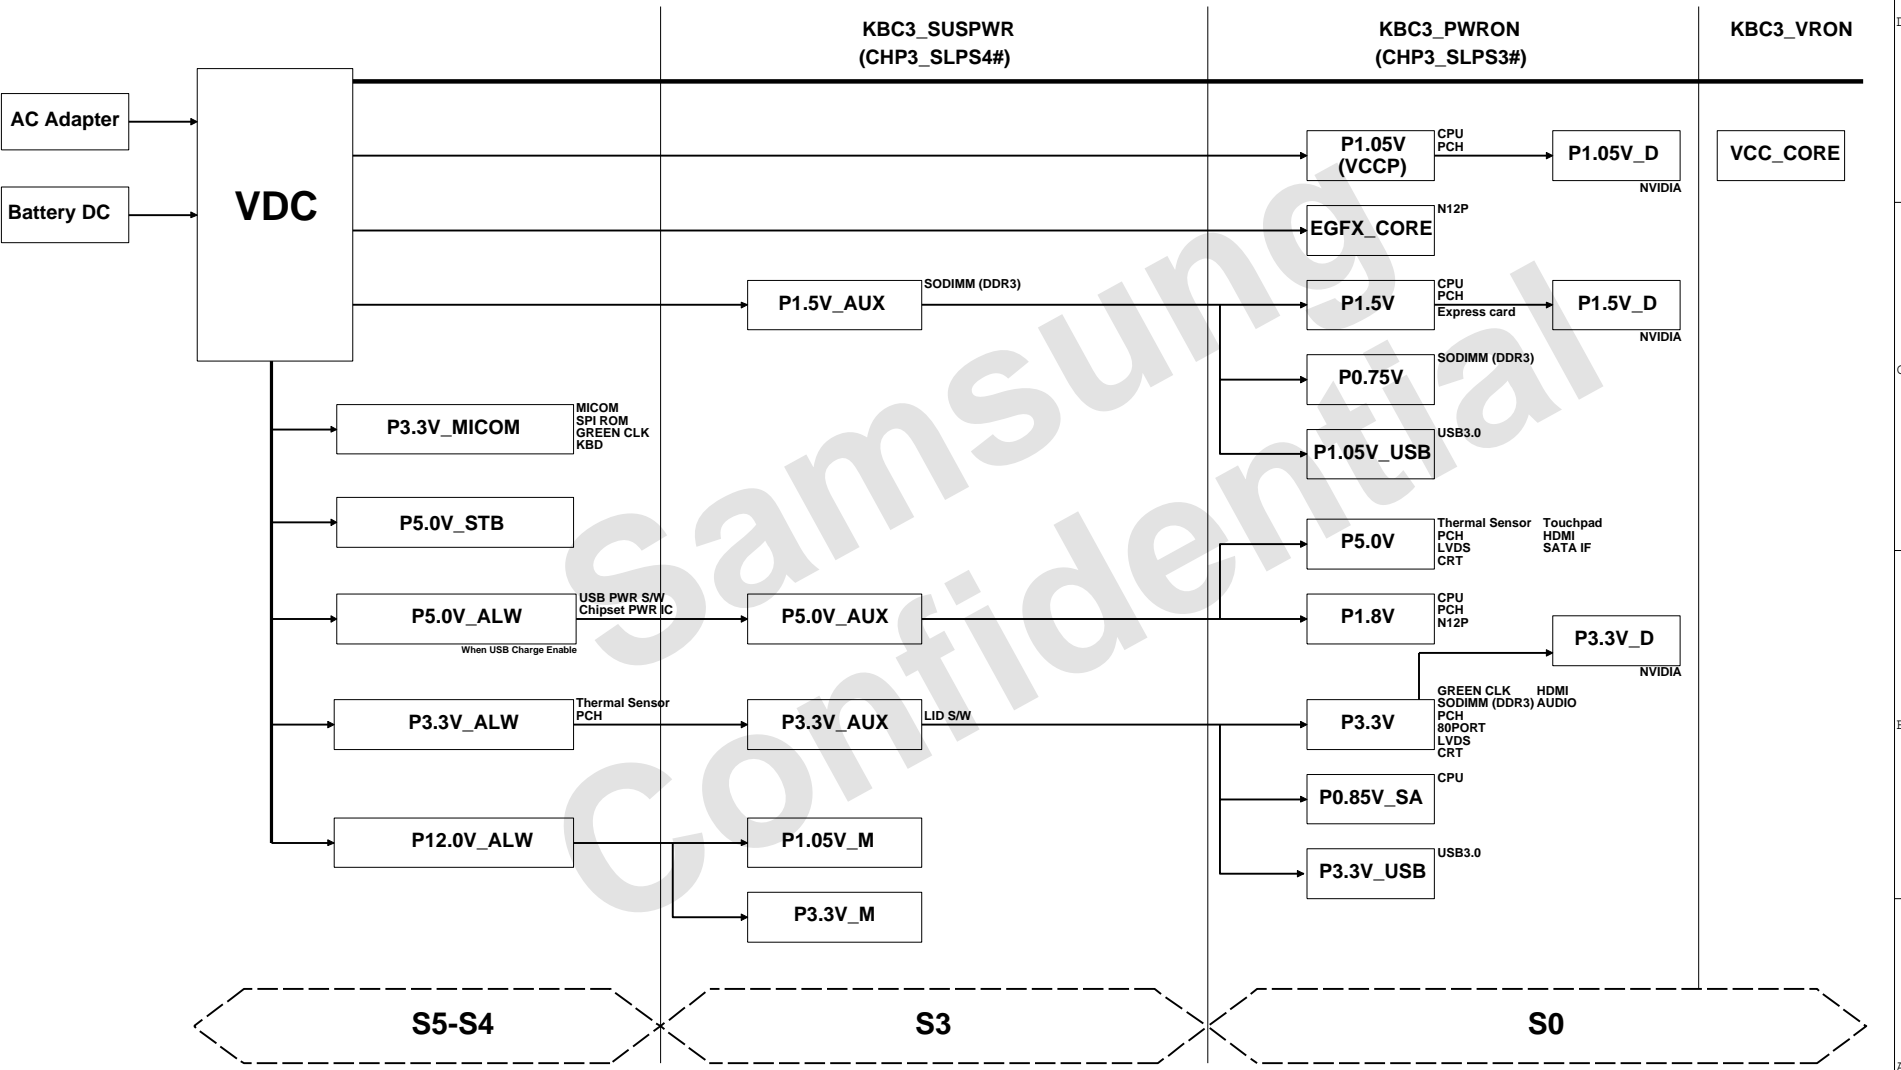 KBC3_SUSPWR
(CHP3_SLPS4#)
KBC3_PWRON
(CHP3_SLPS3#)
KBC3_VRON
AC Adapter
Battery DC
VDC
P1.05V
(VCCP)
CPU
PCH
P1.05V_D
NVIDIA
VCC_CORE
EGFX_CORE
N12P
P1.5V_AUX
SODIMM (DDR3)
P1.5V
CPU
PCH
Express card
P1.5V_D
NVIDIA
P0.75V
SODIMM (DDR3)
P3.3V_MICOM
MICOM
SPI ROM
GREEN CLK
KBD
P1.05V_USB
USB3.0
P5.0V_STB
P5.0V
Thermal Sensor Touchpad
PCH HDMI
LVDS SATA IF
CRT
P5.0V_ALW
USB PWR S/W
Chipset PWR IC
When USB Charge Enable
P5.0V_AUX
P1.8V
CPU
PCH
N12P
P3.3V_D
NVIDIA
P3.3V_ALW
Thermal Sensor
PCH
P3.3V_AUX
LID S/W
P3.3V
GREEN CLK HDMI
SODIMM (DDR3) AUDIO
PCH
80PORT
LVDS
CRT
P0.85V_SA
CPU
P12.0V_ALW
P1.05V_M
P3.3V_USB
USB3.0
P3.3V_M
S5-S4
S3
S0
Samsung
Confidential